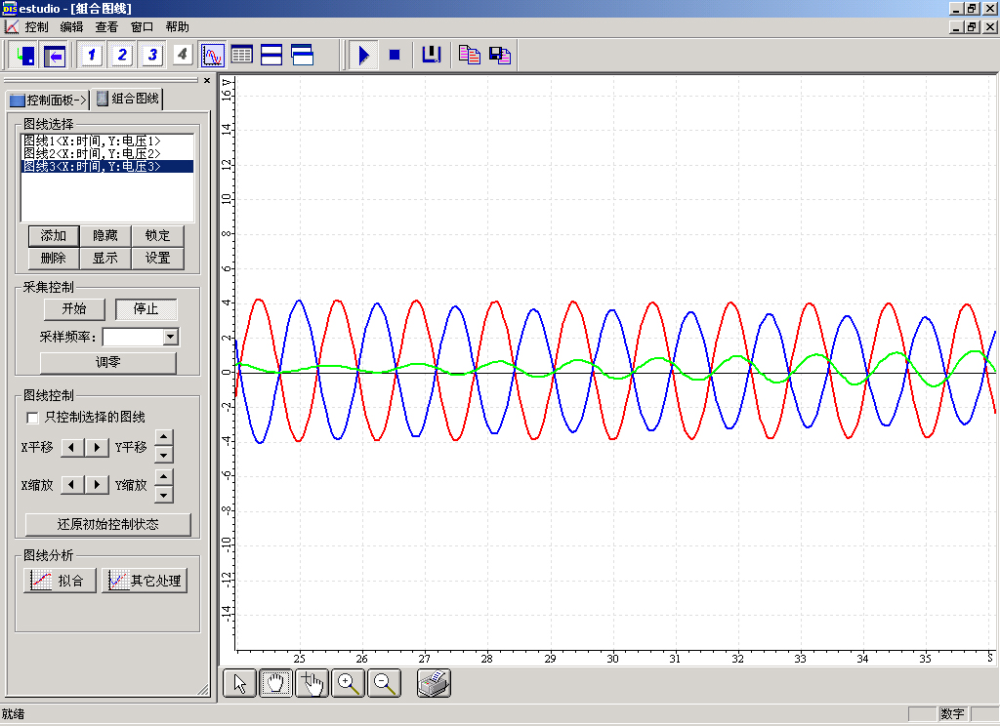 DIS estudio - [组合图线]
控制 编辑 查看 窗口 帮助
1 2 3 4
控制面板-> 组合图线
图线选择
图线1<X:时间,Y:电压1>
图线2<X:时间,Y:电压2>
图线3<X:时间,Y:电压3>
添加 隐藏 锁定
删除 显示 设置
采集控制
开始 停止
采样频率:
调零
图线控制
只控制选择的图线
X平移 Y平移
X缩放 Y缩放
还原初始控制状态
图线分析
拟合 其它处理
V
16
14
12
10
8
6
4
2
0
-2
-4
-6
-8
-10
-12
-14
25 26 27 28 29 30 31 32 33 34 35 S
就绪 数字